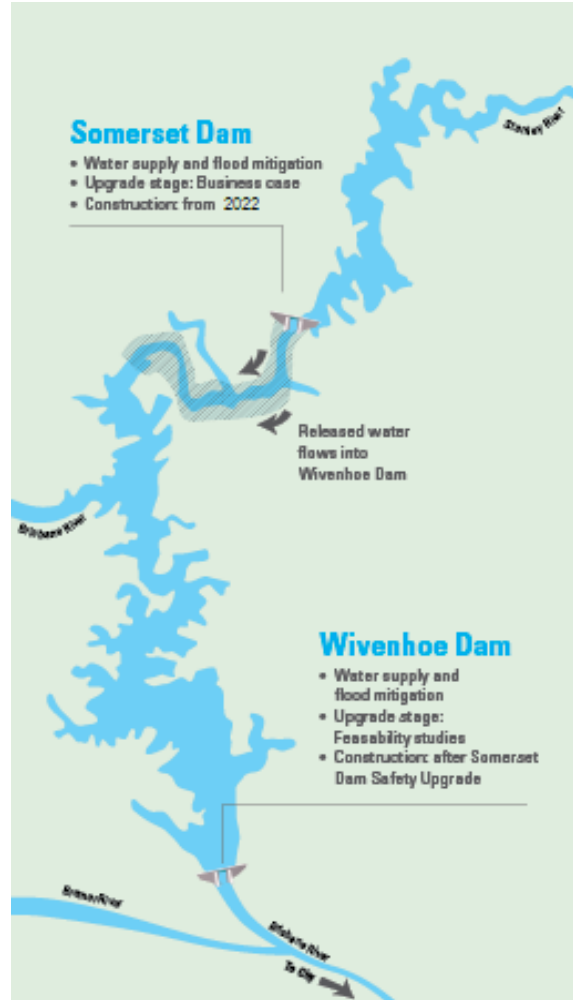 Stanley River
Somerset Dam
• Water supply and flood mitigation
• Upgrade stage: Business case
• Construction: from 2022
Released water
flows into
Wivenhoe Dam
Brisbane River
Wivenhoe Dam
• Water supply and
flood mitigation
• Upgrade stage:
Feasability studies
• Construction: after Somerset
Dam Safety Upgrade
Bremer River
Brisbane River
To City